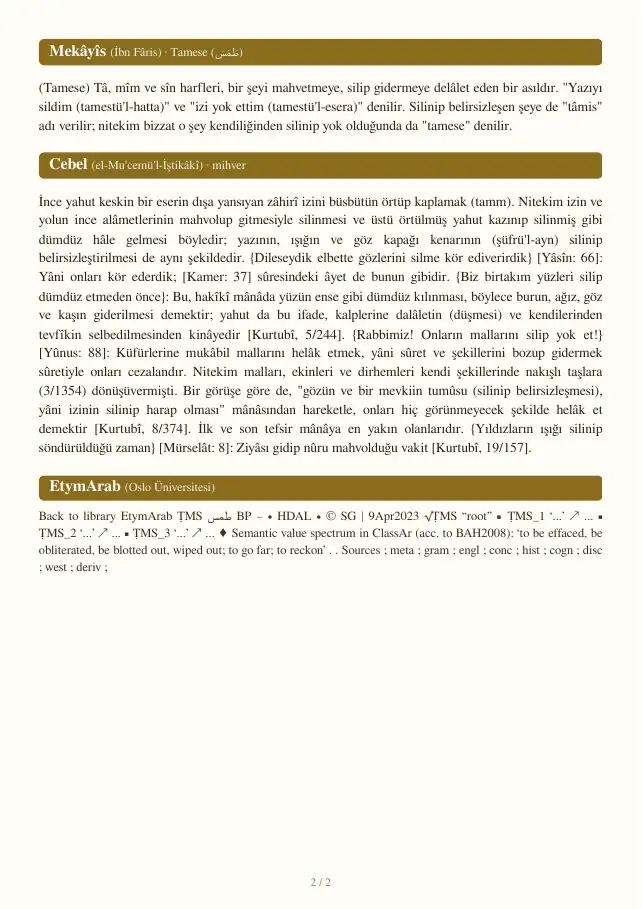 Mekâyîs (İbn Fâris) · Tamese (طَمَسَ)
(Tamese) Tâ, mîm ve sîn harfleri, bir şeyi mahvetmeye, silip gidermeye delâlet eden bir asıldır. "Yazıyı
sildim (tamestü'l-hatta)" ve "izi yok ettim (tamestü'l-esera)" denilir. Silinip belirsizleşen şeye de "tâmis"
adı verilir; nitekim bizzat o şey kendiliğinden silinip yok olduğunda da "tamese" denilir.
Cebel (el-Mu'cemü'l-İştikâkî) · mihver
İnce yahut keskin bir eserin dışa yansıyan zâhirî izini büsbütün örtüp kaplamak (tamm). Nitekim izin ve
yolun ince alâmetlerinin mahvolup gitmesiyle silinmesi ve üstü örtülmüş yahut kazınıp silinmiş gibi
dümdüz hâle gelmesi böyledir; yazının, ışığın ve göz kapağı kenarının (şüfrü'l-ayn) silinip
belirsizleştirilmesi de aynı şekildedir. {Dileseydik elbette gözlerini silme kör ediverirdik} [Yâsîn: 66]:
Yâni onları kör ederdik; [Kamer: 37] sûresindeki âyet de bunun gibidir. {Biz birtakım yüzleri silip
dümdüz etmeden önce}: Bu, hakîkî mânâda yüzün ense gibi dümdüz kılınması, böylece burun, ağız, göz
ve kaşın giderilmesi demektir; yahut da bu ifade, kalplerine dalâletin (düşmesi) ve kendilerinden
tevfîkin selbedilmesinden kinâyedir [Kurtubî, 5/244]. {Rabbimiz! Onların mallarını silip yok et!}
[Yûnus: 88]: Küfürlerine mukâbil mallarını helâk etmek, yâni sûret ve şekillerini bozup gidermek
sûretiyle onları cezalandır. Nitekim malları, ekinleri ve dirhemleri kendi şekillerinde nakışlı taşlara
(3/1354) dönüşüvermişti. Bir görüşe göre de, "gözün ve bir mevkiin tumûsu (silinip belirsizleşmesi),
yâni izinin silinip harap olması" mânâsından hareketle, onları hiç görünmeyecek şekilde helâk et
demektir [Kurtubî, 8/374]. İlk ve son tefsir mânâya en yakın olanlarıdır. {Yıldızların ışığı silinip
söndürüldüğü zaman} [Mürselât: 8]: Ziyâsı gidip nûru mahvolduğu vakit [Kurtubî, 19/157].
EtymArab (Oslo Üniversitesi)
Back to library EtymArab ṬMS طمس BP – • HDAL • © SG | 9Apr2023 √ṬMS “root” ▪ ṬMS_1 ‘...’ ↗ ... ▪
ṬMS_2 ‘...’ ↗ ... ▪ ṬMS_3 ‘...’ ↗ ... ♦ Semantic value spectrum in ClassAr (acc. to BAH2008): ‘to be effaced, be
obliterated, be blotted out, wiped out; to go far; to reckon’ . . Sources ; meta ; gram ; engl ; conc ; hist ; cogn ; disc
; west ; deriv ;
2 / 2